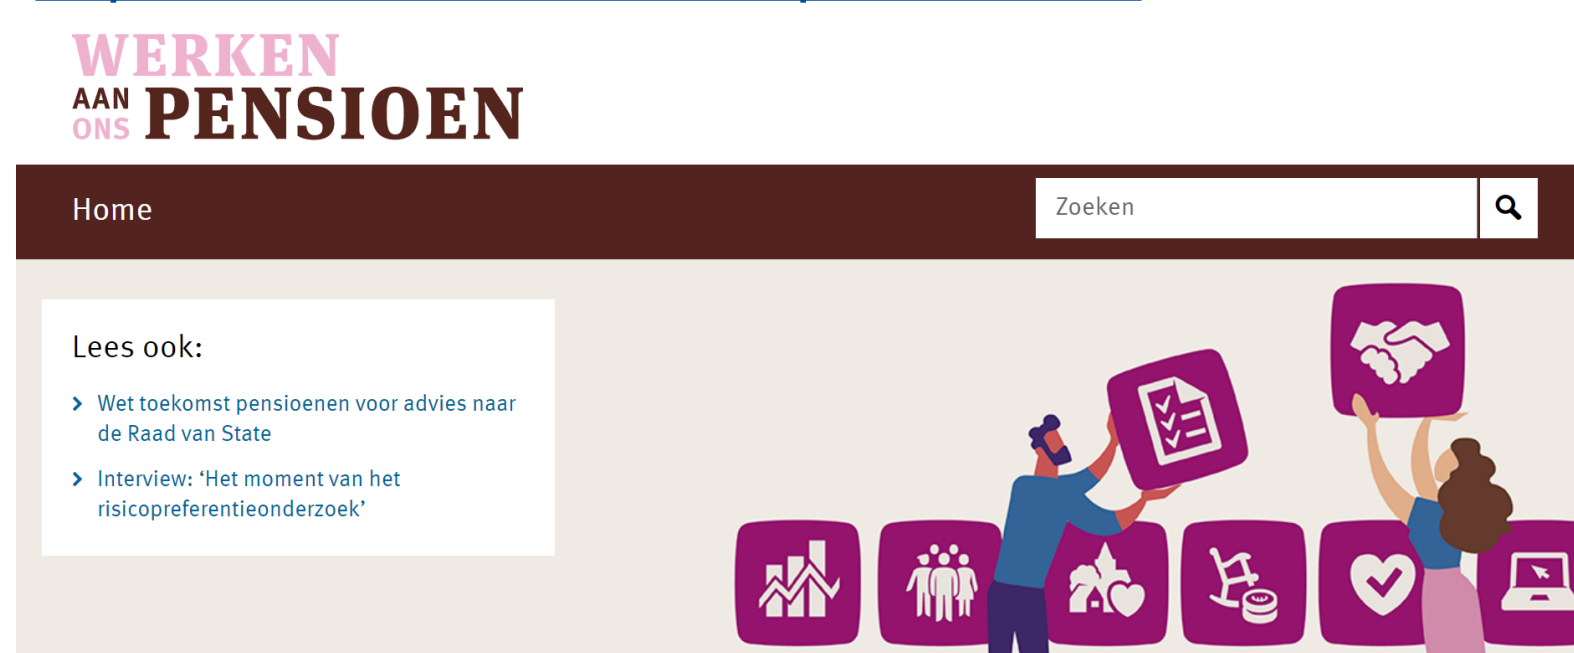 WERKEN
AAN
ONS PENSIOEN
Home
Zoeken
Lees ook:
Wet toekomst pensioenen voor advies naar
de Raad van State
Interview: ‘Het moment van het
risicopreferentieonderzoek’